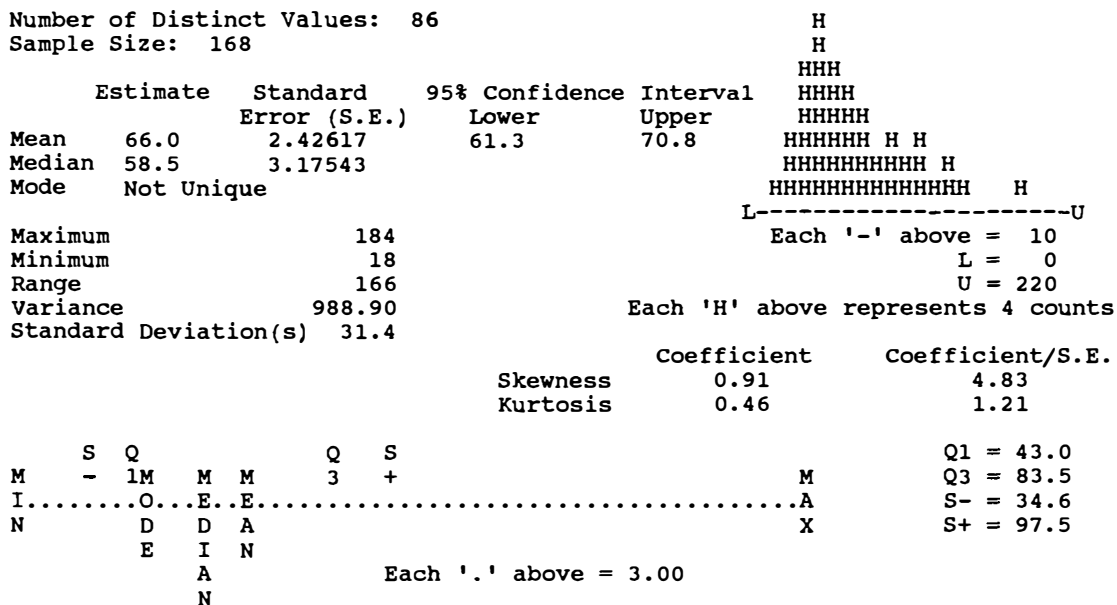 Number of Distinct Values:  86                          H
Sample Size:  168                                       H
                                                       HHH
      Estimate   Standard    95% Confidence Interval   HHHH
                Error (S.E.)    Lower       Upper      HHHHH
Mean    66.0      2.42617       61.3        70.8      HHHHHH H H
Median  58.5      3.17543                             HHHHHHHHHH H
Mode    Not Unique                                   HHHHHHHHHHHHHH   H
                                                   L----------------------U
Maximum                 184                          Each '-' above =  10
Minimum                  18                                       L =   0
Range                   166                                       U = 220
Variance             988.90                Each 'H' above represents 4 counts
Standard Deviation(s)  31.4
                                             Coefficient     Coefficient/S.E.
                                  Skewness       0.91              4.83
                                  Kurtosis       0.46              1.21
     S  Q             Q   S                                      Q1 = 43.0
M    -  1M   M  M     3   +                            M         Q3 = 83.5
I........O...E..E......................................A         S- = 34.6
N        D   D  A                                      X         S+ = 97.5
         E   I  N
             A            Each '.' above = 3.00
             N